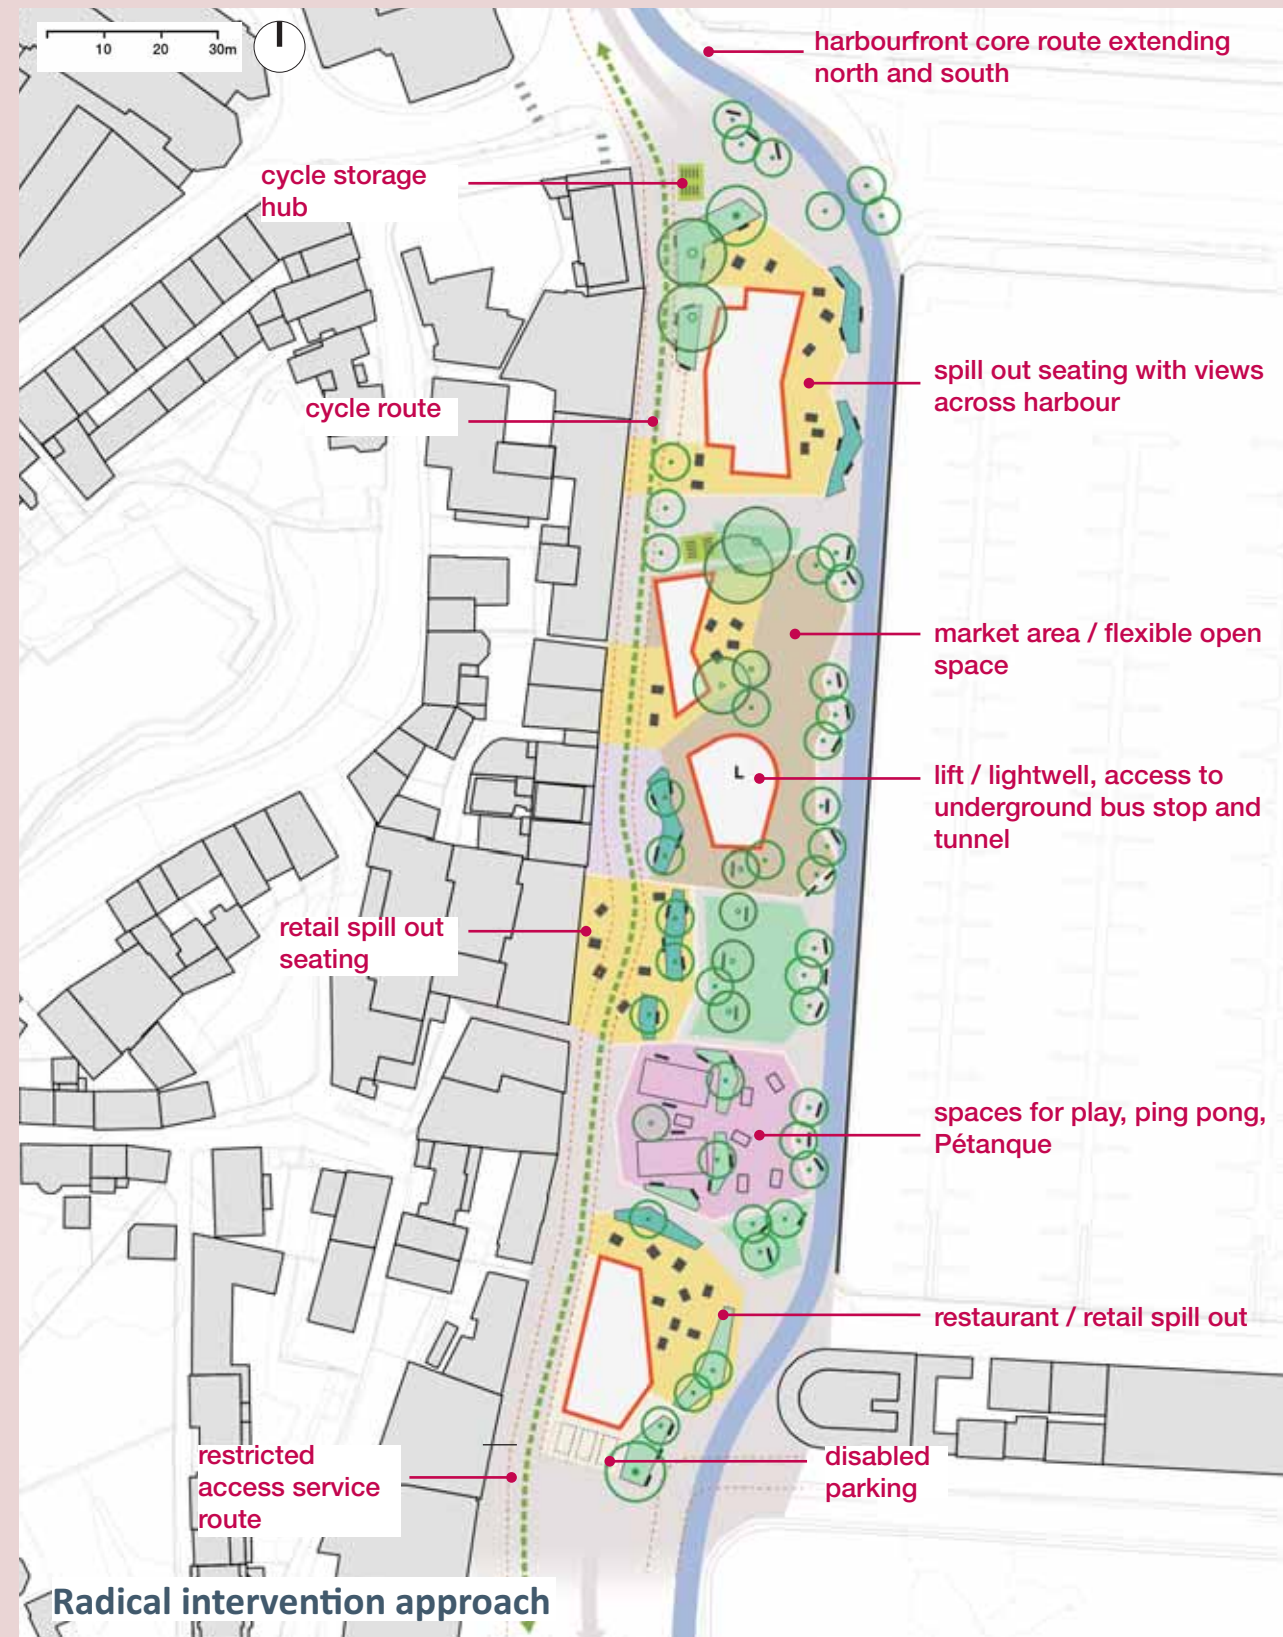 10 20 30m
harbourfront core route extending
north and south
cycle storage
hub
spill out seating with views
across harbour
cycle route
market area / flexible open
space
L
lift / lightwell, access to
underground bus stop and
tunnel
retail spill out
seating
spaces for play, ping pong,
Pétanque
restaurant / retail spill out
restricted
access service
route
disabled
parking
Radical intervention approach